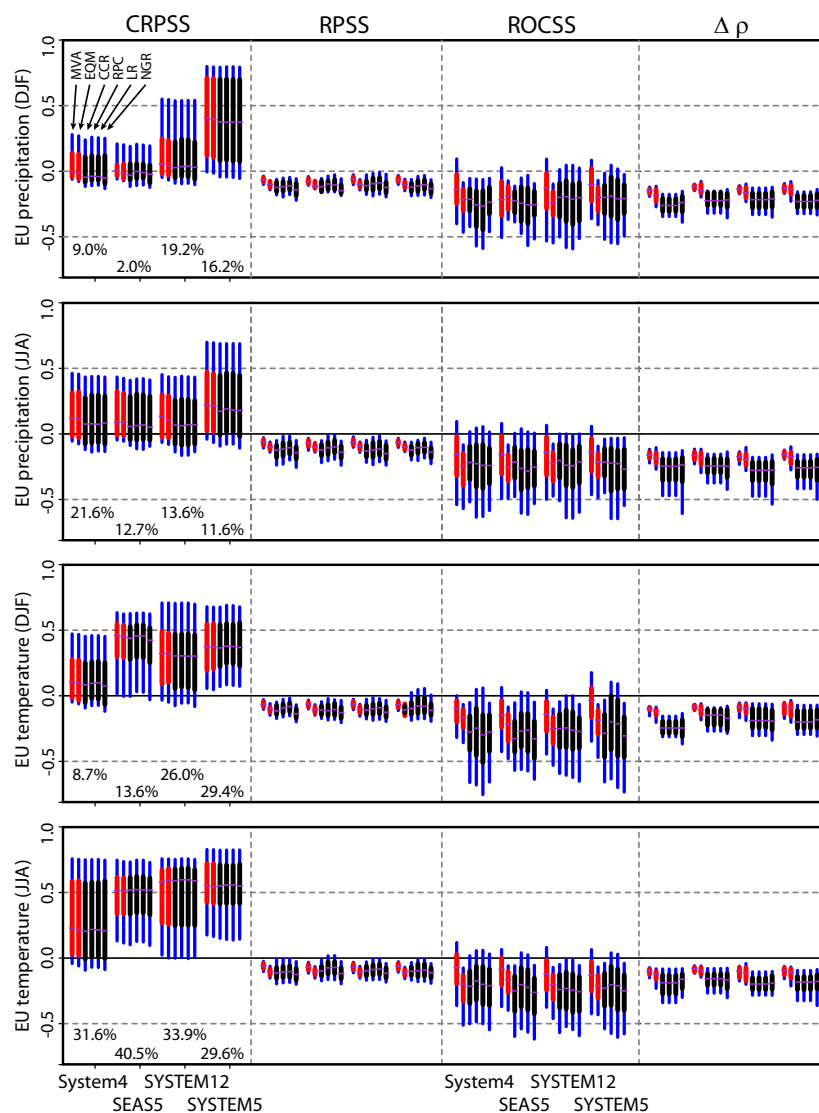 CRPSS RPSS ROCSS Δ ρ
EU precipitation (DJF)
1.0
0.5
0.0
-0.5
MVA
EQM
CCR
RPC
LR
NGR
9.0% 19.2%
2.0% 16.2%
EU precipitation (JJA)
1.0
0.5
0.0
-0.5
21.6% 13.6%
12.7% 11.6%
EU temperature (DJF)
1.0
0.5
0.0
-0.5
8.7% 26.0%
13.6% 29.4%
EU temperature (JJA)
1.0
0.5
0.0
-0.5
31.6% 33.9%
40.5% 29.6%
System4 SYSTEM12 System4 SYSTEM12
SEAS5 SYSTEM5 SEAS5 SYSTEM5